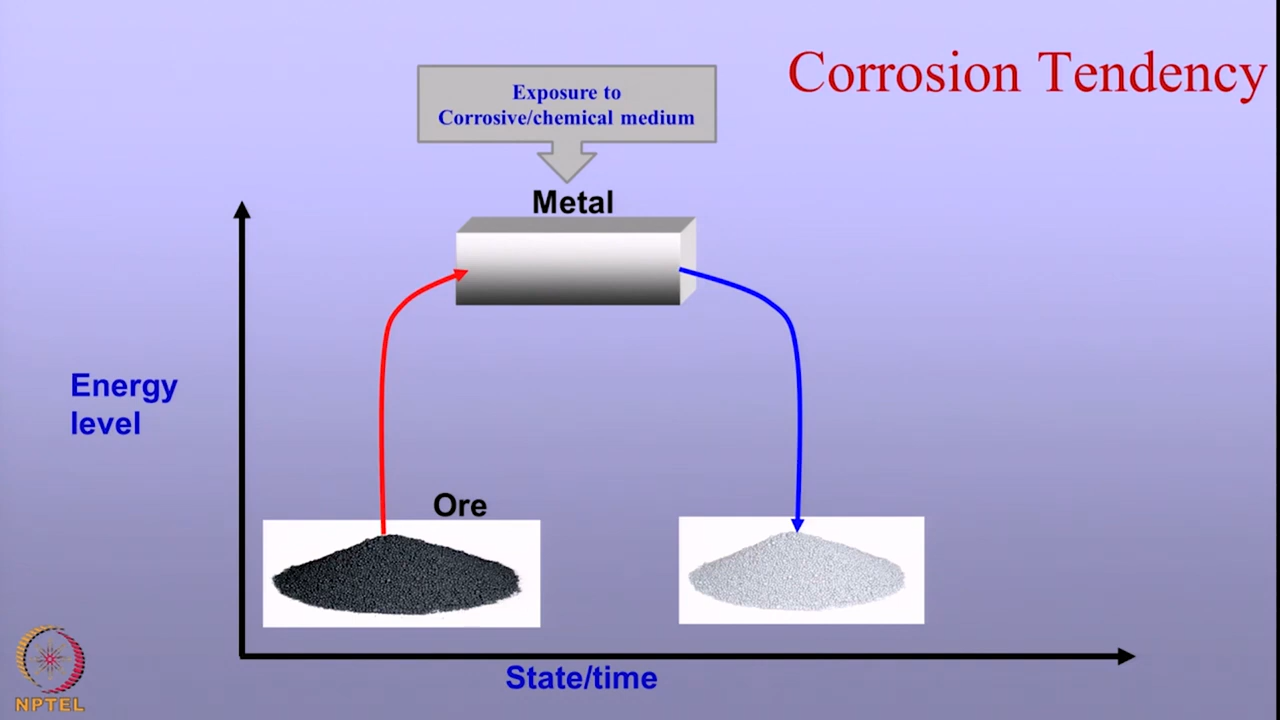 Corrosion Tendency
Exposure to
Corrosive/chemical medium
Metal
Energy
level
Ore
State/time
NPTEL